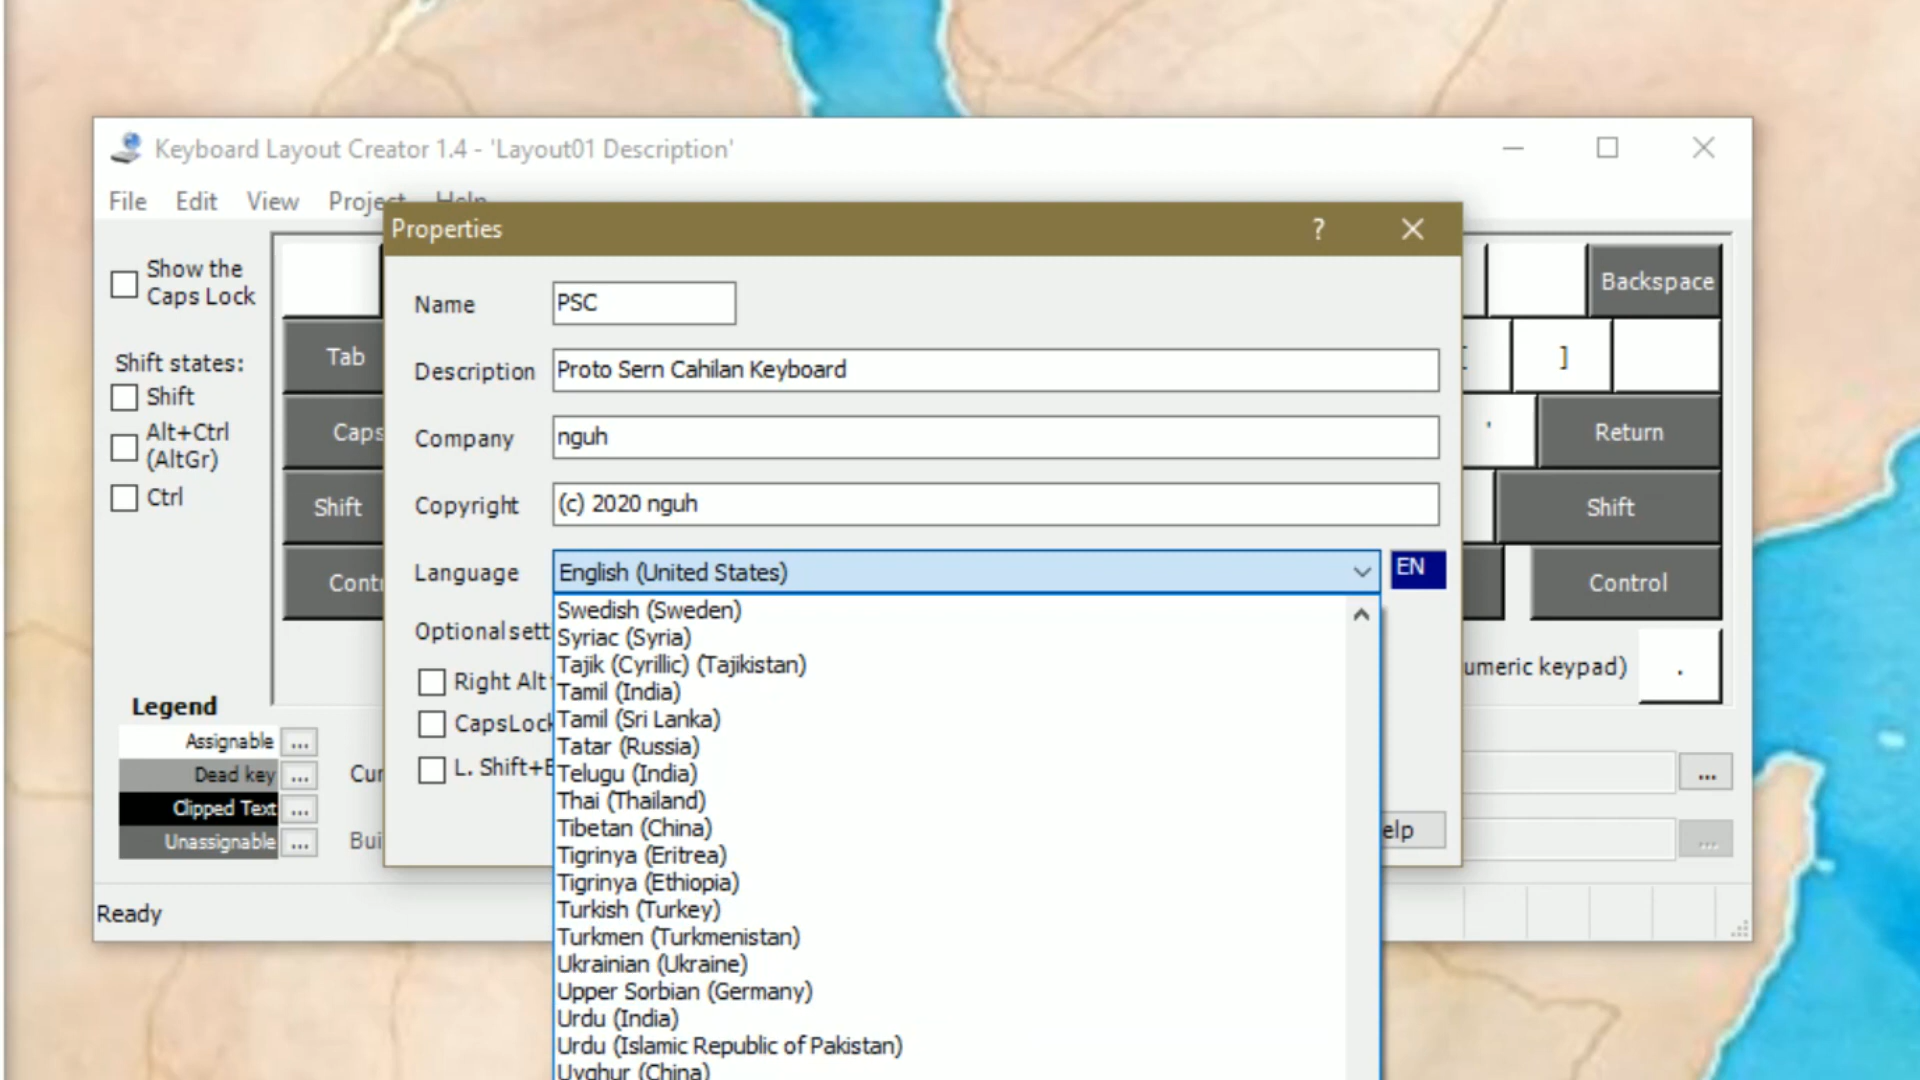 Keyboard Layout Creator 1.4 - 'Layout01 Description'
File Edit View Project Help
Properties ?
Show the
Caps Lock
Backspace
Name PSC
Shift states:
Tab
]
Shift
Description Proto Sern Cahilan Keyboard
Alt+Ctrl
(AltGr)
Caps
' Return
Company nguh
Ctrl
Shift
Copyright (c) 2020 nguh
Shift
Language English (United States) EN
Control
Swedish (Sweden)
Syriac (Syria)
Tajik (Cyrillic) (Tajikistan)
Tamil (India)
Tamil (Sri Lanka)
Tatar (Russia)
Telugu (India)
Thai (Thailand)
Tibetan (China)
Tigrinya (Eritrea)
Tigrinya (Ethiopia)
Turkish (Turkey)
Turkmen (Turkmenistan)
Ukrainian (Ukraine)
Upper Sorbian (Germany)
Urdu (India)
Urdu (Islamic Republic of Pakistan)
Uyghur (China)
Right Alt
CapsLock
L. Shift+
keypad) .
Legend
Assignable ...
Dead key ...
Clipped Text ...
Unassignable ...
...
...
Ready